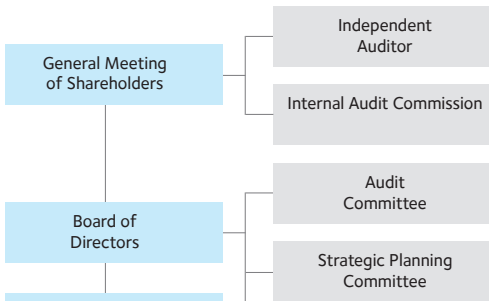 General Meeting
of Shareholders
Independent
Auditor
Internal Audit Commission
Board of
Directors
Audit
Committee
Strategic Planning
Committee